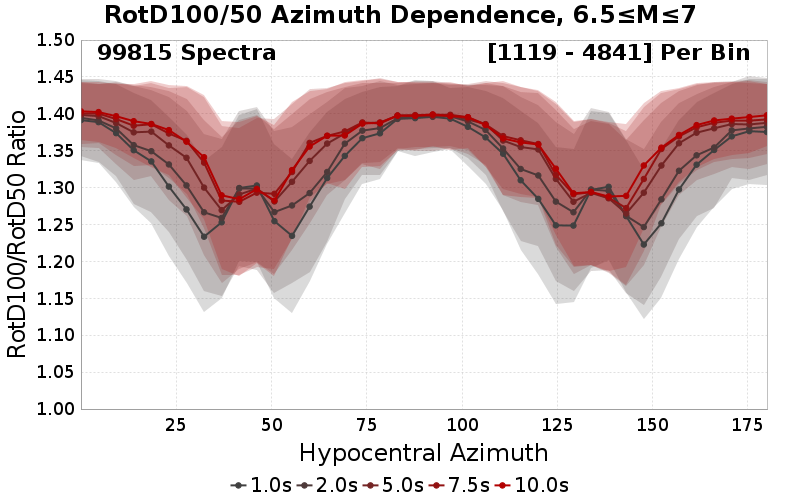 RotD100/50 Azimuth Dependence, 6.5≤M≤7
99815 Spectra
[1119 - 4841] Per Bin
RotD100/RotD50 Ratio
1.50
1.45
1.40
1.35
1.30
1.25
1.20
1.15
1.10
1.05
1.00
25 50 75 100 125 150 175
Hypocentral Azimuth
1.0s 2.0s 5.0s 7.5s 10.0s